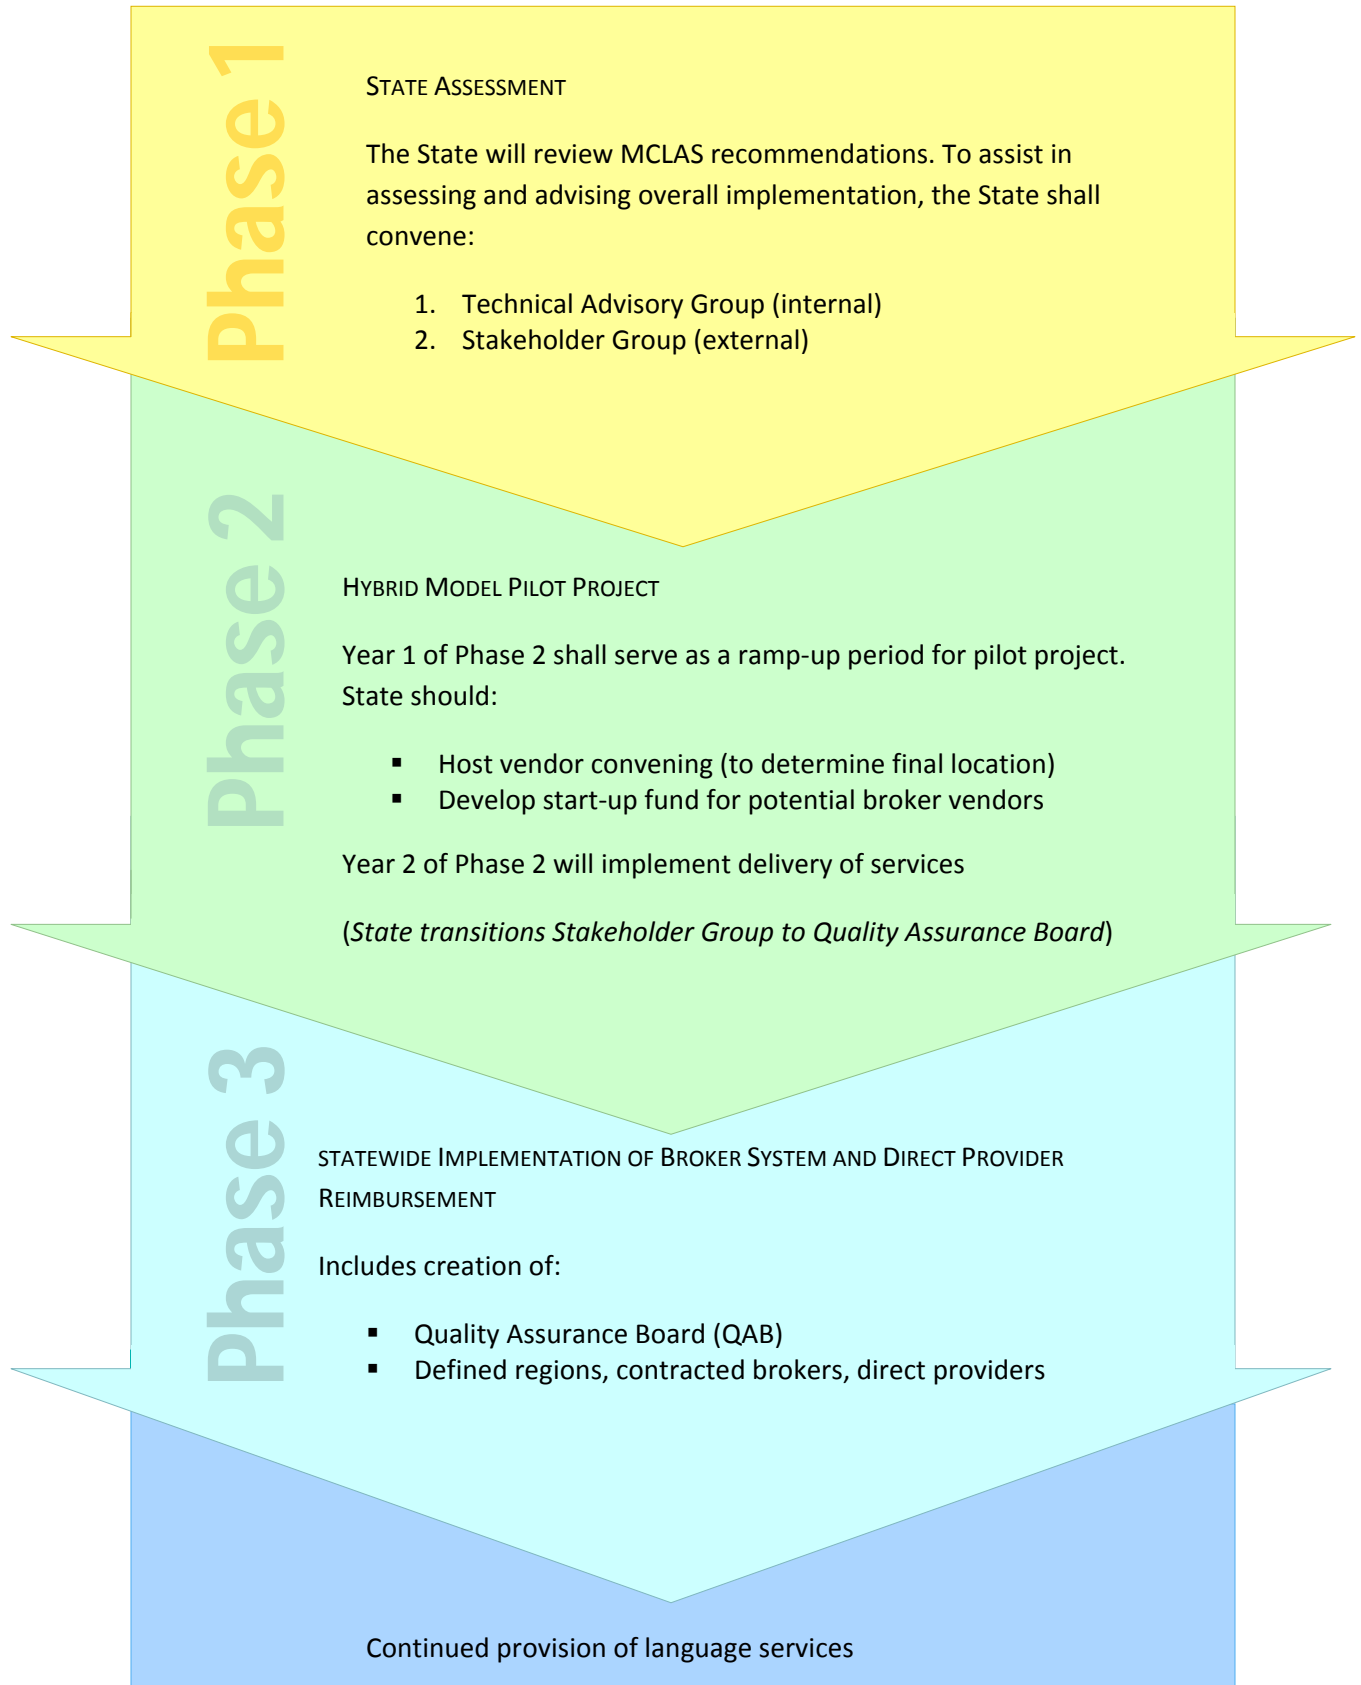 Phase 1
STATE ASSESSMENT
The State will review MCLAS recommendations. To assist in
assessing and advising overall implementation, the State shall
convene:
1. Technical Advisory Group (internal)
2. Stakeholder Group (external)
Phase 2
HYBRID MODEL PILOT PROJECT
Year 1 of Phase 2 shall serve as a ramp-up period for pilot project.
State should:
▪ Host vendor convening (to determine final location)
▪ Develop start-up fund for potential broker vendors
Year 2 of Phase 2 will implement delivery of services
(State transitions Stakeholder Group to Quality Assurance Board)
Phase 3
STATEWIDE IMPLEMENTATION OF BROKER SYSTEM AND DIRECT PROVIDER
REIMBURSEMENT
Includes creation of:
▪ Quality Assurance Board (QAB)
▪ Defined regions, contracted brokers, direct providers
Continued provision of language services